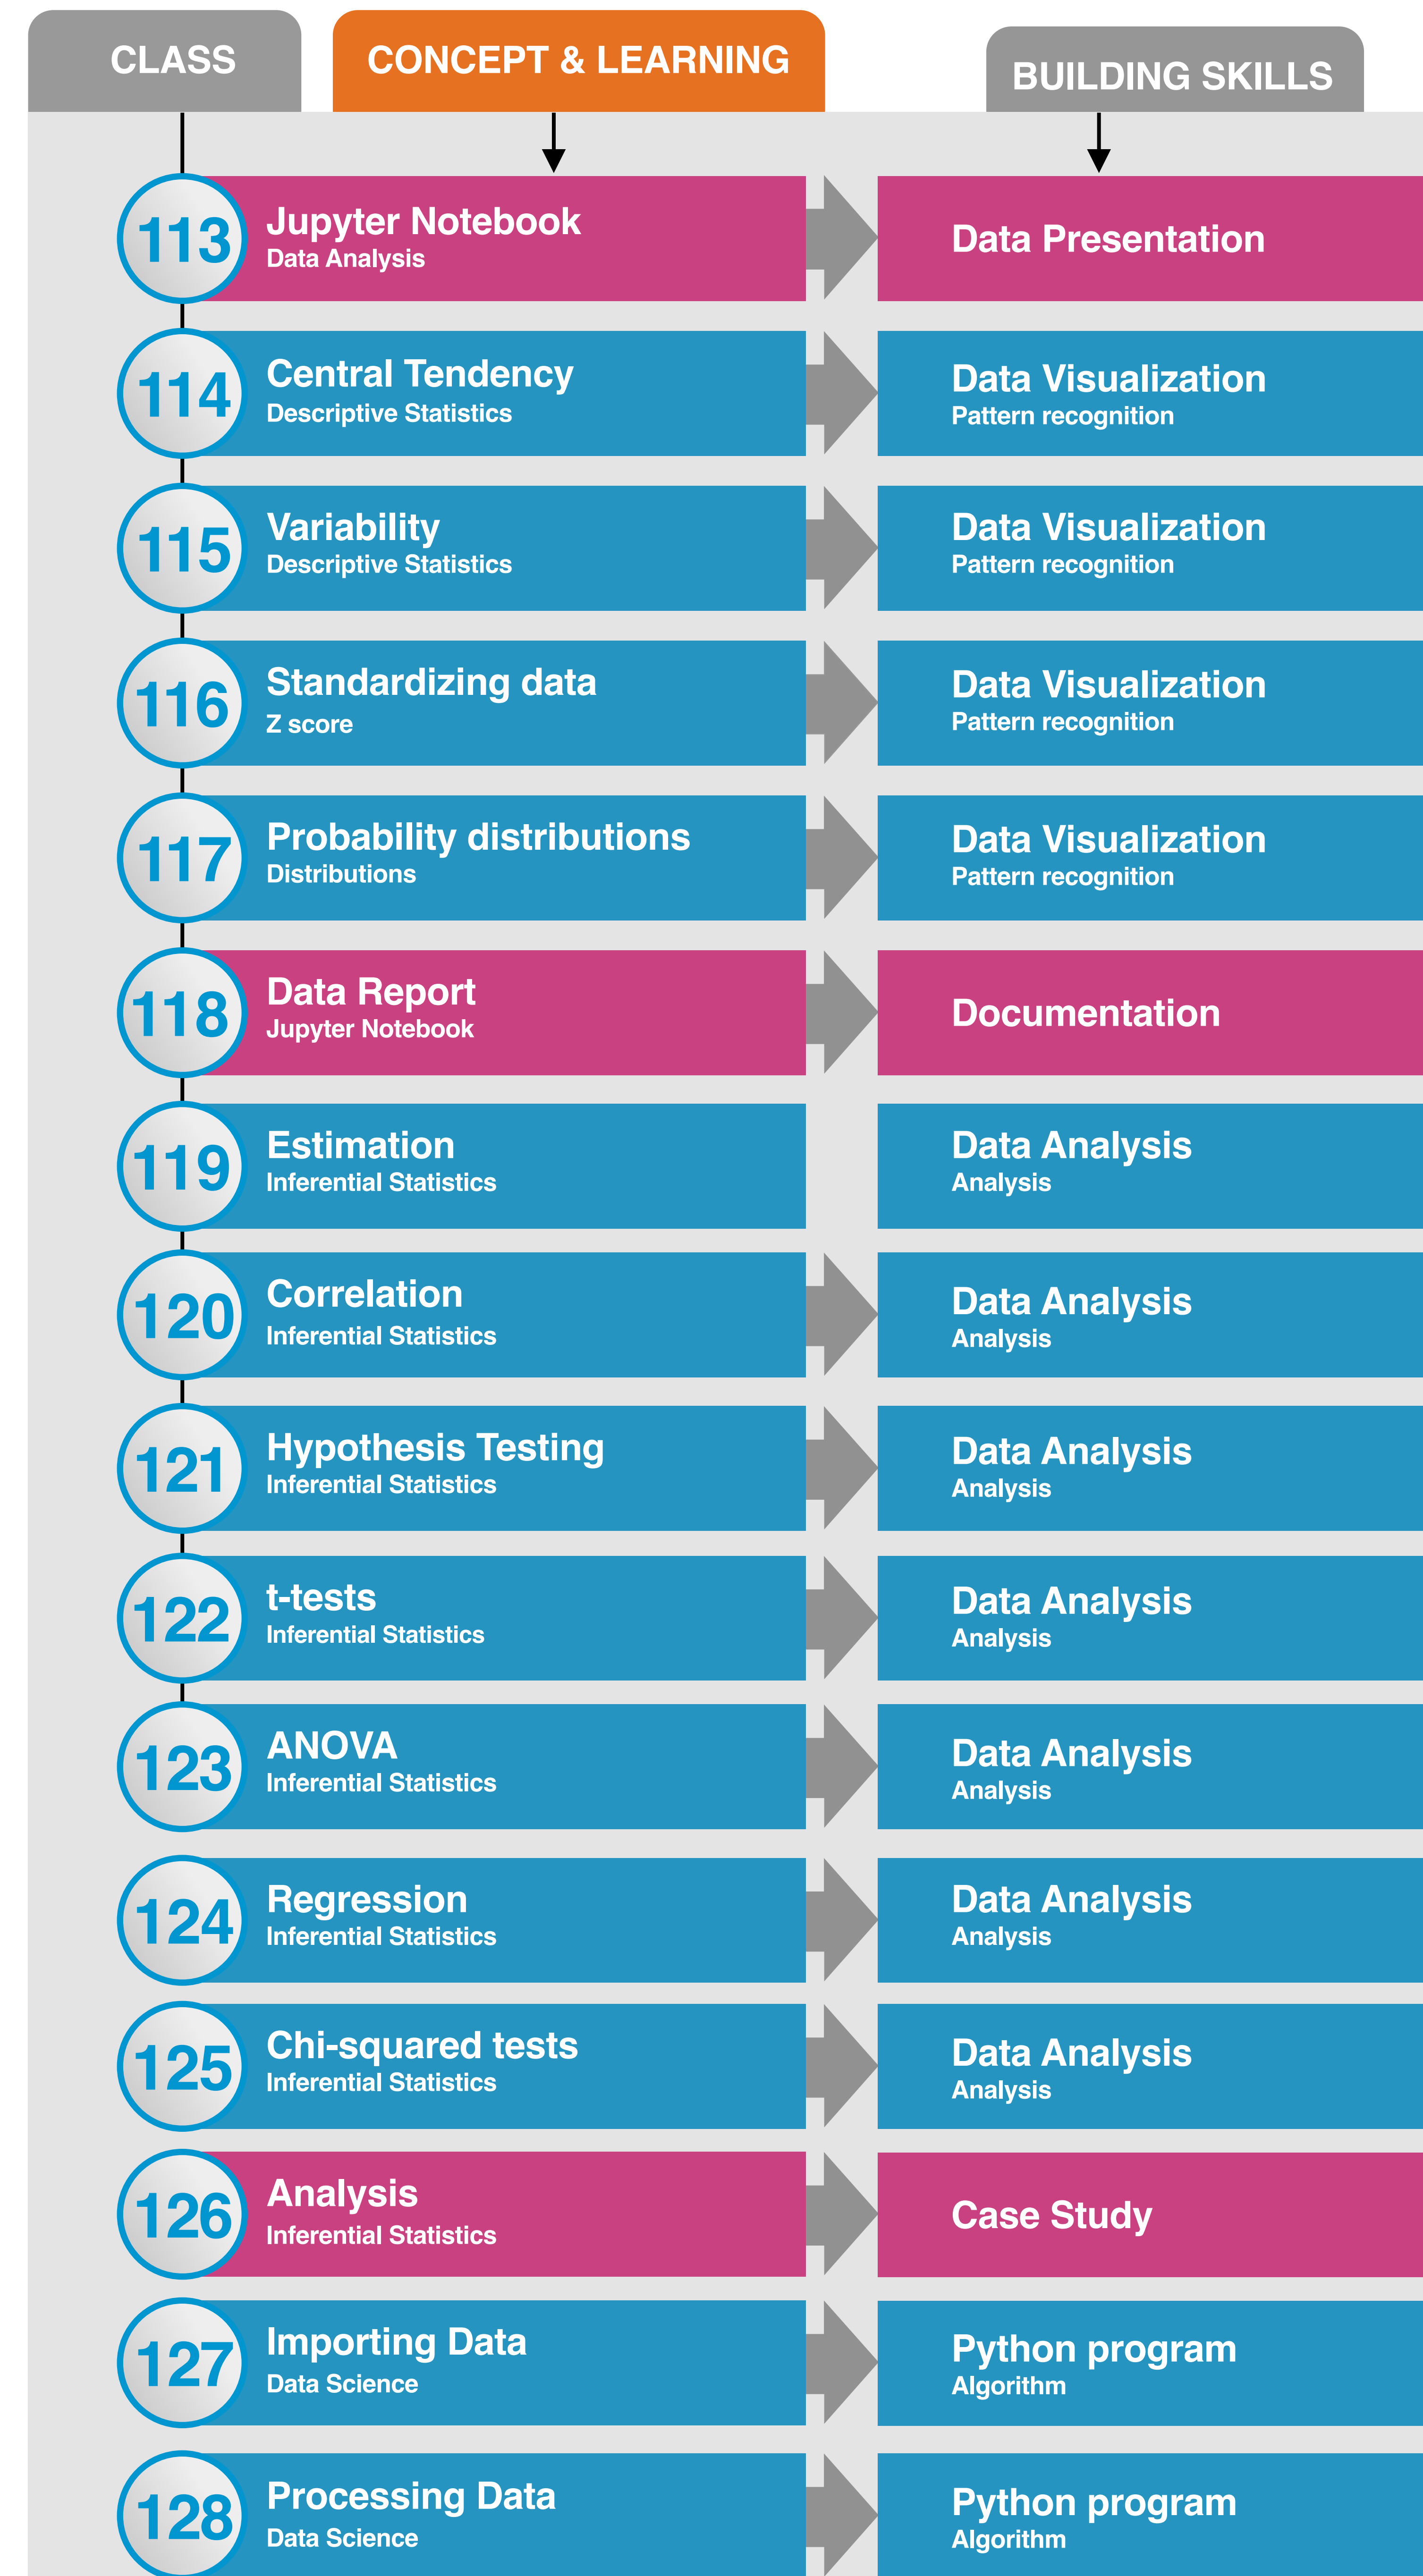 CLASS
CONCEPT & LEARNING
BUILDING SKILLS
113
Jupyter Notebook
Data Analysis
Data Presentation
114
Central Tendency
Descriptive Statistics
Data Visualization
Pattern recognition
115
Variability
Descriptive Statistics
Data Visualization
Pattern recognition
116
Standardizing data
Z score
Data Visualization
Pattern recognition
117
Probability distributions
Distributions
Data Visualization
Pattern recognition
118
Data Report
Jupyter Notebook
Documentation
119
Estimation
Inferential Statistics
Data Analysis
Analysis
120
Correlation
Inferential Statistics
Data Analysis
Analysis
121
Hypothesis Testing
Inferential Statistics
Data Analysis
Analysis
122
t-tests
Inferential Statistics
Data Analysis
Analysis
123
ANOVA
Inferential Statistics
Data Analysis
Analysis
124
Regression
Inferential Statistics
Data Analysis
Analysis
125
Chi-squared tests
Inferential Statistics
Data Analysis
Analysis
126
Analysis
Inferential Statistics
Case Study
127
Importing Data
Data Science
Python program
Algorithm
128
Processing Data
Data Science
Python program
Algorithm